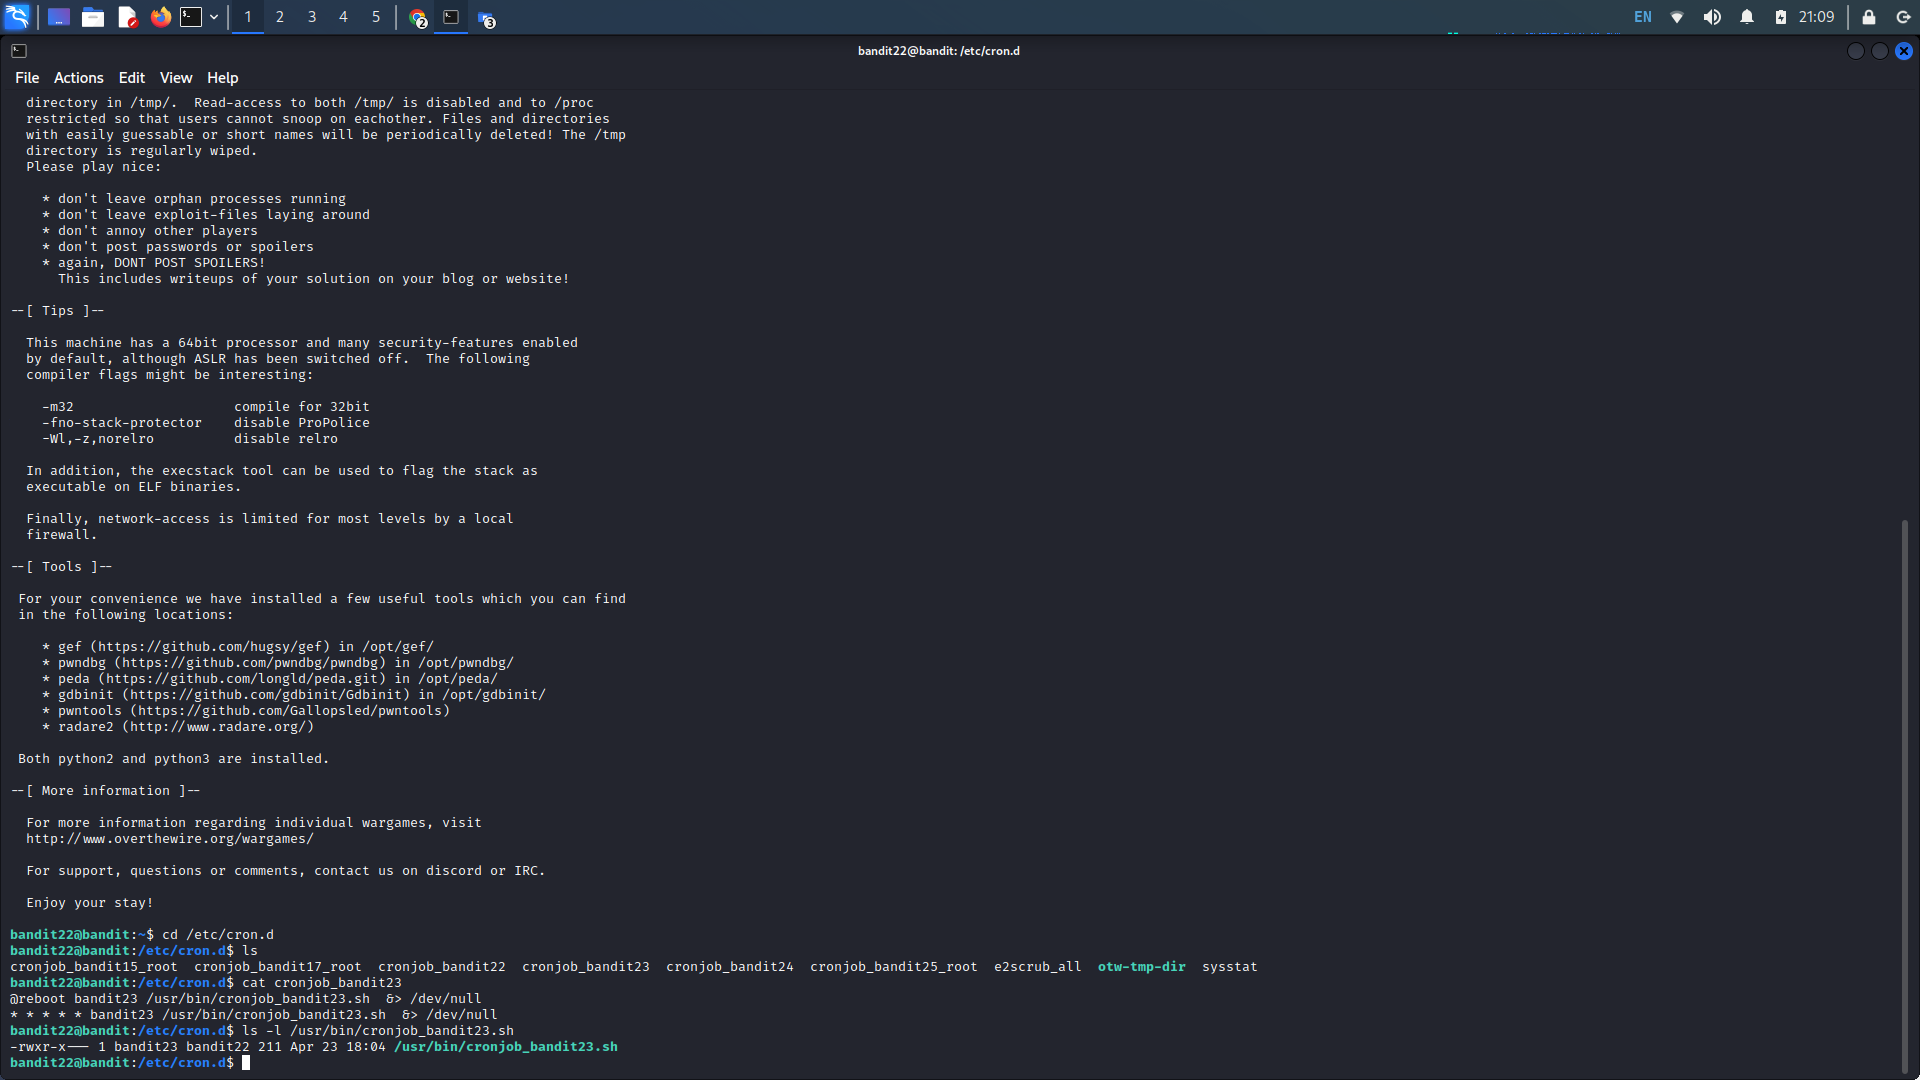 1 2 3 4 5 2 3 EN 21:09
bandit22@bandit: /etc/cron.d
File Actions Edit View Help
directory in /tmp/.  Read-access to both /tmp/ is disabled and to /proc
restricted so that users cannot snoop on eachother. Files and directories
with easily guessable or short names will be periodically deleted! The /tmp
directory is regularly wiped.
Please play nice:
* don't leave orphan processes running
* don't leave exploit-files laying around
* don't annoy other players
* don't post passwords or spoilers
* again, DONT POST SPOILERS!
This includes writeups of your solution on your blog or website!
--[ Tips ]--
This machine has a 64bit processor and many security-features enabled
by default, although ASLR has been switched off.  The following
compiler flags might be interesting:
-m32                    compile for 32bit
-fno-stack-protector    disable ProPolice
-Wl,-z,norelro          disable relro
In addition, the execstack tool can be used to flag the stack as
executable on ELF binaries.
Finally, network-access is limited for most levels by a local
firewall.
--[ Tools ]--
For your convenience we have installed a few useful tools which you can find
in the following locations:
* gef (https://github.com/hugsy/gef) in /opt/gef/
* pwndbg (https://github.com/pwndbg/pwndbg) in /opt/pwndbg/
* peda (https://github.com/longld/peda.git) in /opt/peda/
* gdbinit (https://github.com/gdbinit/Gdbinit) in /opt/gdbinit/
* pwntools (https://github.com/Gallopsled/pwntools)
* radare2 (http://www.radare.org/)
Both python2 and python3 are installed.
--[ More information ]--
For more information regarding individual wargames, visit
http://www.overthewire.org/wargames/
For support, questions or comments, contact us on discord or IRC.
Enjoy your stay!
bandit22@bandit:~$ cd /etc/cron.d
bandit22@bandit:/etc/cron.d$ ls
cronjob_bandit15_root  cronjob_bandit17_root  cronjob_bandit22  cronjob_bandit23  cronjob_bandit24  cronjob_bandit25_root  e2scrub_all  otw-tmp-dir  sysstat
bandit22@bandit:/etc/cron.d$ cat cronjob_bandit23
@reboot bandit23 /usr/bin/cronjob_bandit23.sh  &> /dev/null
* * * * * bandit23 /usr/bin/cronjob_bandit23.sh  &> /dev/null
bandit22@bandit:/etc/cron.d$ ls -l /usr/bin/cronjob_bandit23.sh
-rwxr-x--- 1 bandit23 bandit22 211 Apr 23 18:04 /usr/bin/cronjob_bandit23.sh
bandit22@bandit:/etc/cron.d$